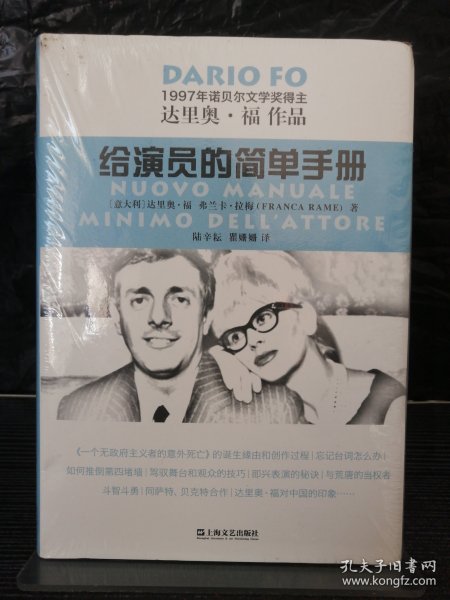 DARIO FO
1997年诺贝尔文学奖得主
达里奥·福 作品
给演员的简单手册
NUOVO MANUALE
MINIMO DELL'ATTORE
［意大利］达里奥·福 弗兰卡·拉梅（FRANCA RAME）著
陆辛耘 瞿姗姗 译
《一个无政府主义者的意外死亡》的诞生缘由和创作过程|忘记台词怎么办|
如何推倒第四堵墙|驾驭舞台和观众的技巧|即兴表演的秘诀|与荒唐的当权者
斗智斗勇|同萨特、贝克特合作|达里奥·福对中国的印象……
上海文艺出版社
孔夫子旧书网
www.kongfz.com